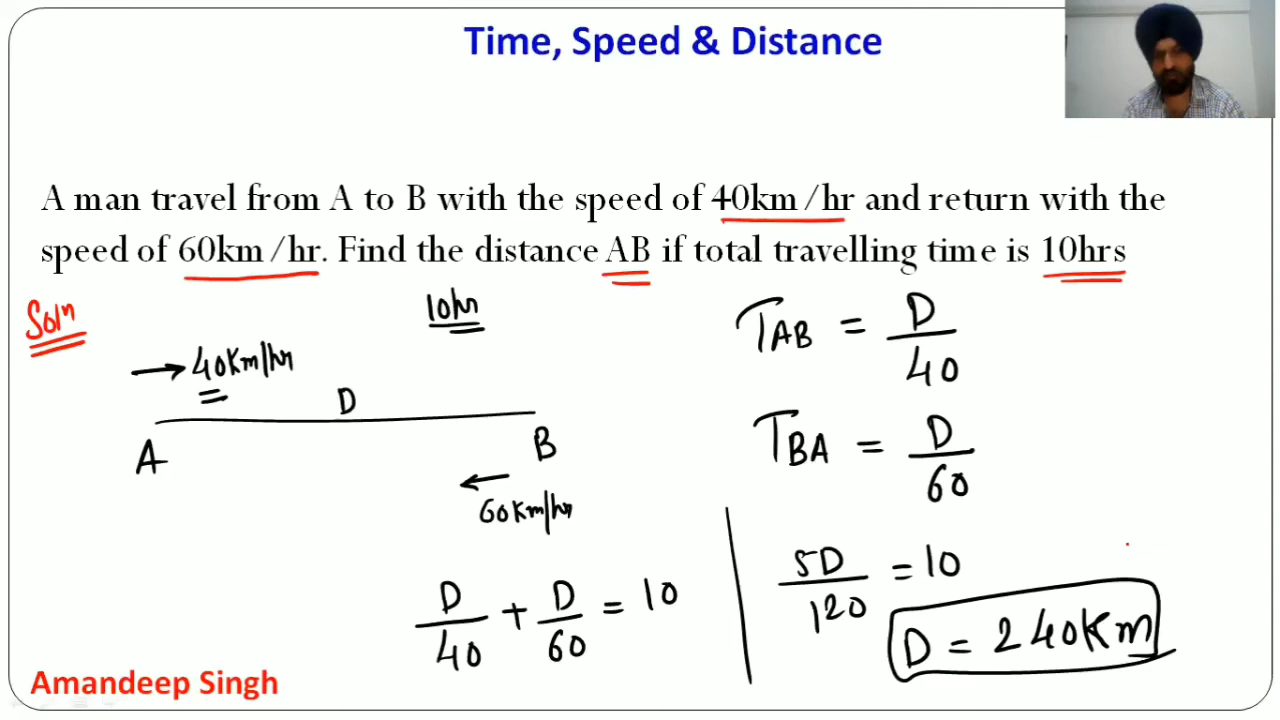 Time, Speed & Distance
A man travel from A to B with the speed of 40km/hr and return with the
speed of 60km/hr. Find the distance AB if total travelling time is 10hrs
Soln
10hr
40Km/hr
D
A
B
60Km/hr
D/40 + D/60 = 10
TAB = D/40
TBA = D/60
5D/120 = 10
D = 240Km
Amandeep Singh